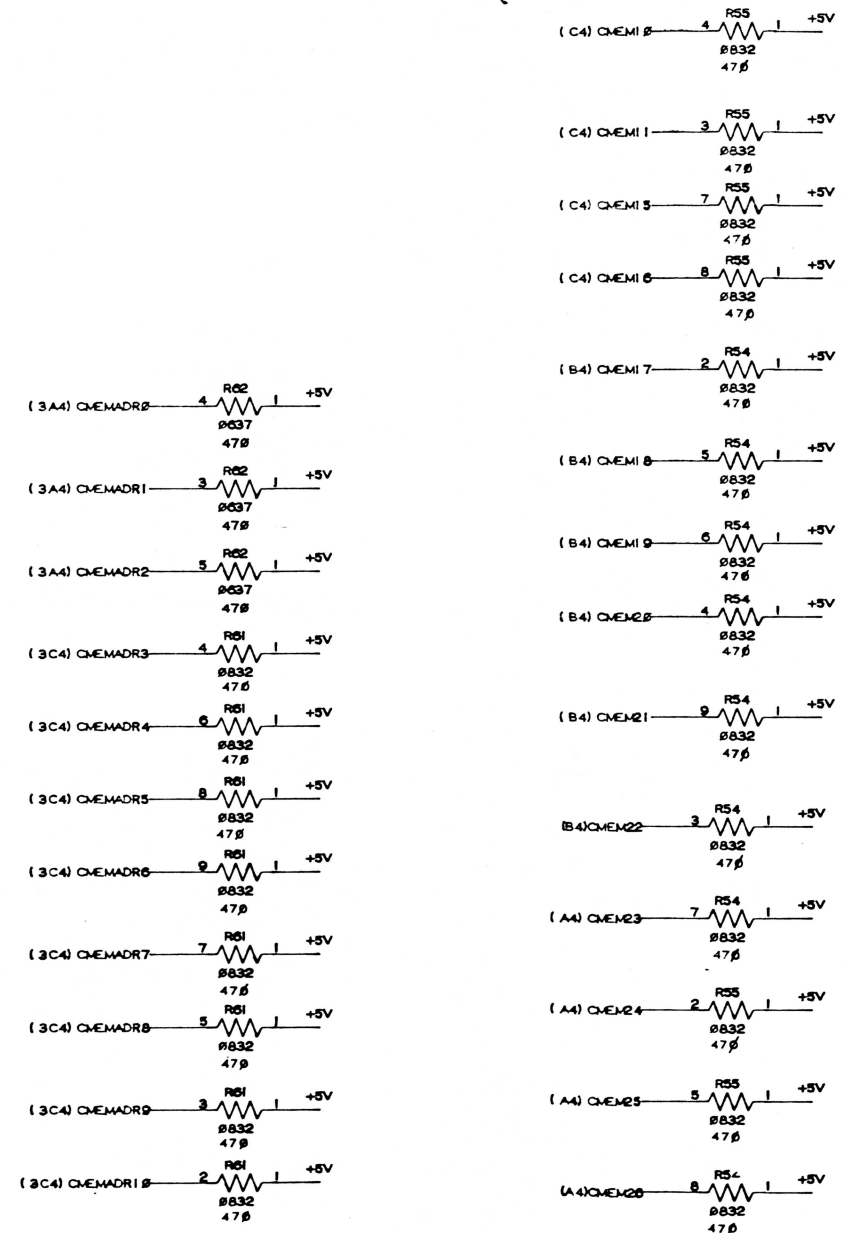 (3A4) CMEMADRØ 4 R62 1 +5V
Ø637
47Ø
(3A4) CMEMADR1 3 R62 1 +5V
Ø637
47Ø
(3A4) CMEMADR2 5 R62 1 +5V
Ø637
47Ø
(3C4) CMEMADR3 4 R61 1 +5V
Ø832
47Ø
(3C4) CMEMADR4 6 R61 1 +5V
Ø832
47Ø
(3C4) CMEMADR5 8 R61 1 +5V
Ø832
47Ø
(3C4) CMEMADR6 9 R61 1 +5V
Ø832
47Ø
(3C4) CMEMADR7 7 R61 1 +5V
Ø832
47Ø
(3C4) CMEMADR8 5 R61 1 +5V
Ø832
47Ø
(3C4) CMEMADR9 3 R61 1 +5V
Ø832
47Ø
(3C4) CMEMADR1Ø 2 R61 1 +5V
Ø832
47Ø
(C4) CMEM1Ø 4 R55 1 +5V
Ø832
47Ø
(C4) CMEM11 3 R55 1 +5V
Ø832
47Ø
(C4) CMEM15 7 R55 1 +5V
Ø832
47Ø
(C4) CMEM16 8 R55 1 +5V
Ø832
47Ø
(B4) CMEM17 2 R54 1 +5V
Ø832
47Ø
(B4) CMEM18 5 R54 1 +5V
Ø832
47Ø
(B4) CMEM19 6 R54 1 +5V
Ø832
47Ø
(B4) CMEM2Ø 4 R54 1 +5V
Ø832
47Ø
(B4) CMEM21 9 R54 1 +5V
Ø832
47Ø
(B4)CMEM22 3 R54 1 +5V
Ø832
47Ø
(A4) CMEM23 7 R54 1 +5V
Ø832
47Ø
(A4) CMEM24 2 R55 1 +5V
Ø832
47Ø
(A4) CMEM25 5 R55 1 +5V
Ø832
47Ø
(A4)CMEM26 8 1 +5V
Ø832
47Ø